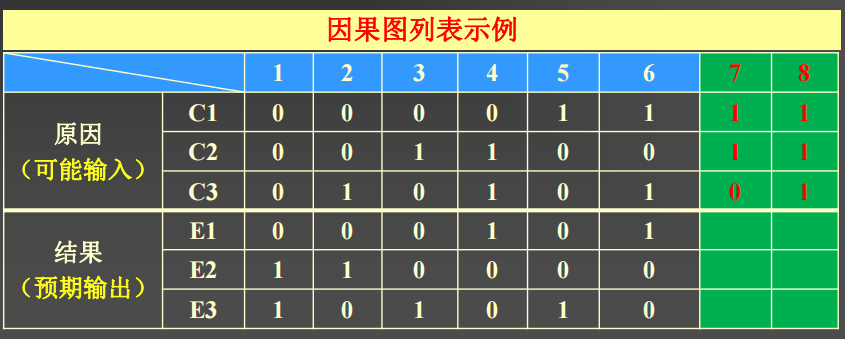 因果图列表示例
1 2 3 4 5 6 7 8
原因
（可能输入）
C1 0 0 0 0 1 1 1 1
C2 0 0 1 1 0 0 1 1
C3 0 1 0 1 0 1 0 1
结果
（预期输出）
E1 0 0 0 1 0 1
E2 1 1 0 0 0 0
E3 1 0 1 0 1 0